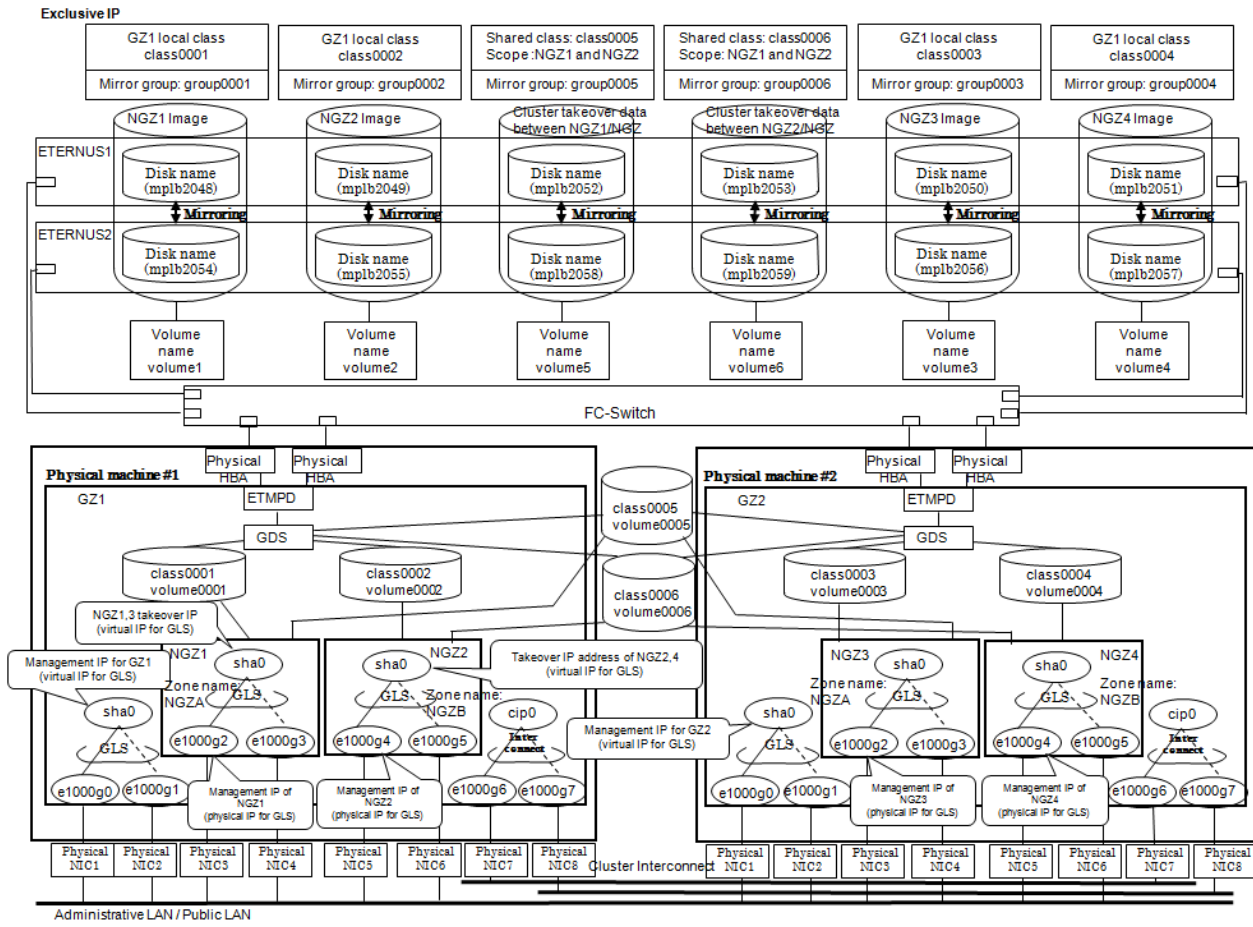 Exclusive IP
GZ1 local class
class0001
Mirror group: group0001
GZ1 local class
class0002
Mirror group: group0002
Shared class: class0005
Scope :NGZ1 and NGZ2
Mirror group: group0005
Shared class: class0006
Scope: NGZ1 and NGZ2
Mirror group: group0006
GZ1 local class
class0003
Mirror group: group0003
GZ1 local class
class0004
Mirror group: group0004
NGZ1 Image
NGZ2 Image
Cluster takeover data
between NGZ1/NGZ
Cluster takeover data
between NGZ2/NGZ
NGZ3 Image
NGZ4 Image
ETERNUS1
Disk name
(mplb2048)
Disk name
(mplb2049)
Disk name
(mplb2052)
Disk name
(mplb2053)
Disk name
(mplb2050)
Disk name
(mplb2051)
Mirroring
Mirroring
Mirroring
Mirroring
Mirroring
Mirroring
ETERNUS2
Disk name
(mplb2054)
Disk name
(mplb2055)
Disk name
(mplb2058)
Disk name
(mplb2059)
Disk name
(mplb2056)
Disk name
(mplb2057)
Volume
name
volume1
Volume
name
volume2
Volume
name
volume5
Volume
name
volume6
Volume
name
volume3
Volume
name
volume4
FC-Switch
Physical machine #1
Physical
HBA
Physical
HBA
GZ1
ETMPD
GDS
class0001
volume0001
class0002
volume0002
class0005
volume0005
class0006
volume0006
NGZ1,3 takeover IP
(virtual IP for GLS)
Management IP for GZ1
(virtual IP for GLS)
NGZ1
sha0
Zone name:
NGZA
GLS
e1000g2
e1000g3
NGZ2
sha0
GLS
Zone name:
NGZB
e1000g4
e1000g5
Takeover IP address of NGZ2,4
(virtual IP for GLS)
sha0
GLS
e1000g0
e1000g1
cip0
Inter
connect
e1000g6
e1000g7
Management IP of
NGZ1
(physical IP for GLS)
Management IP of
NGZ2
(physical IP for GLS)
Physical
NIC1
Physical
NIC2
Physical
NIC3
Physical
NIC4
Physical
NIC5
Physical
NIC6
Physical
NIC7
Physical
NIC8
Physical machine #2
Physical
HBA
Physical
HBA
GZ2
ETMPD
GDS
class0003
volume0003
class0004
volume0004
Management IP for GZ2
(virtual IP for GLS)
NGZ3
sha0
Zone name:
NGZA
GLS
e1000g2
e1000g3
NGZ4
sha0
GLS
Zone name:
NGZB
e1000g4
e1000g5
sha0
GLS
e1000g0
e1000g1
cip0
Inter
connect
e1000g6
e1000g7
Management IP of
NGZ3
(physical IP for GLS)
Management IP of
NGZ4
(physical IP for GLS)
Physical
NIC1
Physical
NIC2
Physical
NIC3
Physical
NIC4
Physical
NIC5
Physical
NIC6
Physical
NIC7
Physical
NIC8
Cluster Interconnect
Administrative LAN / Public LAN